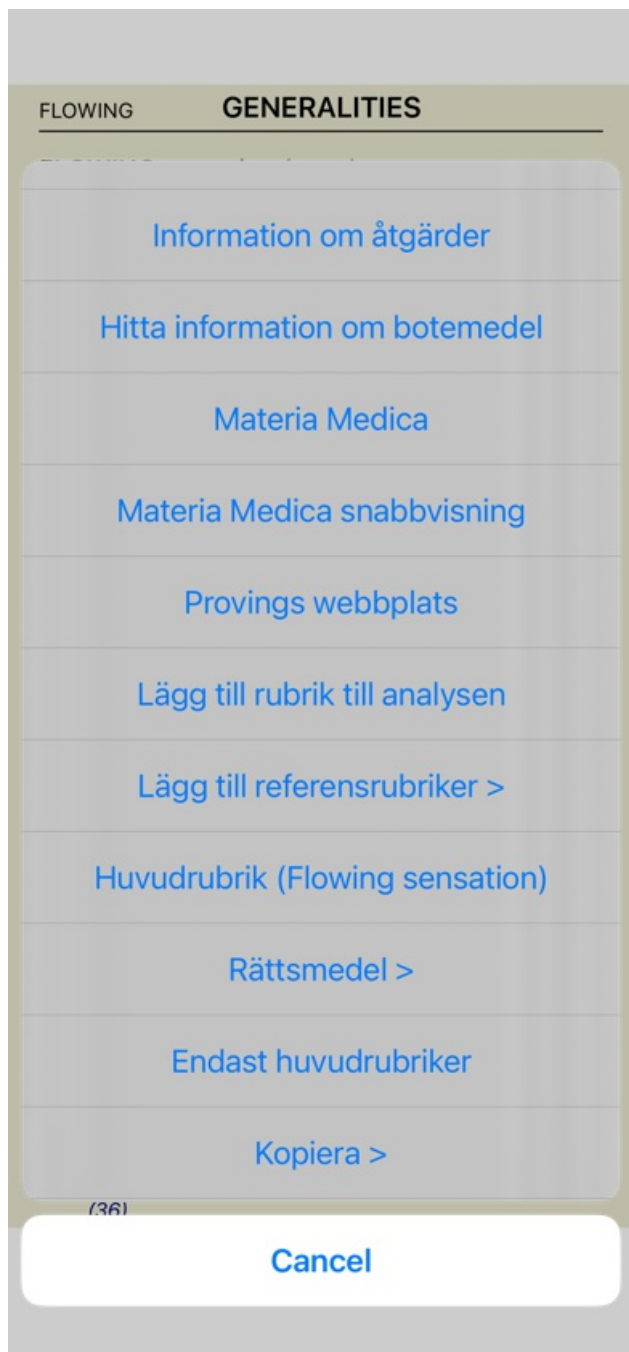 FLOWING GENERALITIES
Information om åtgärder
Hitta information om botemedel
Materia Medica
Materia Medica snabbvisning
Provings webbplats
Lägg till rubrik till analysen
Lägg till referensrubriker >
Huvudrubrik (Flowing sensation)
Rättsmedel >
Endast huvudrubriker
Kopiera >
(36)
Cancel